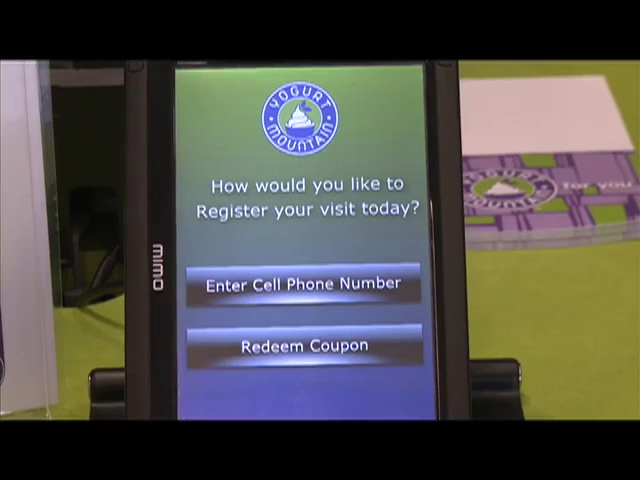 YOGURT
MOUNTAIN
How would you like to
Register your visit today?
Enter Cell Phone Number
Redeem Coupon
mimo
for you